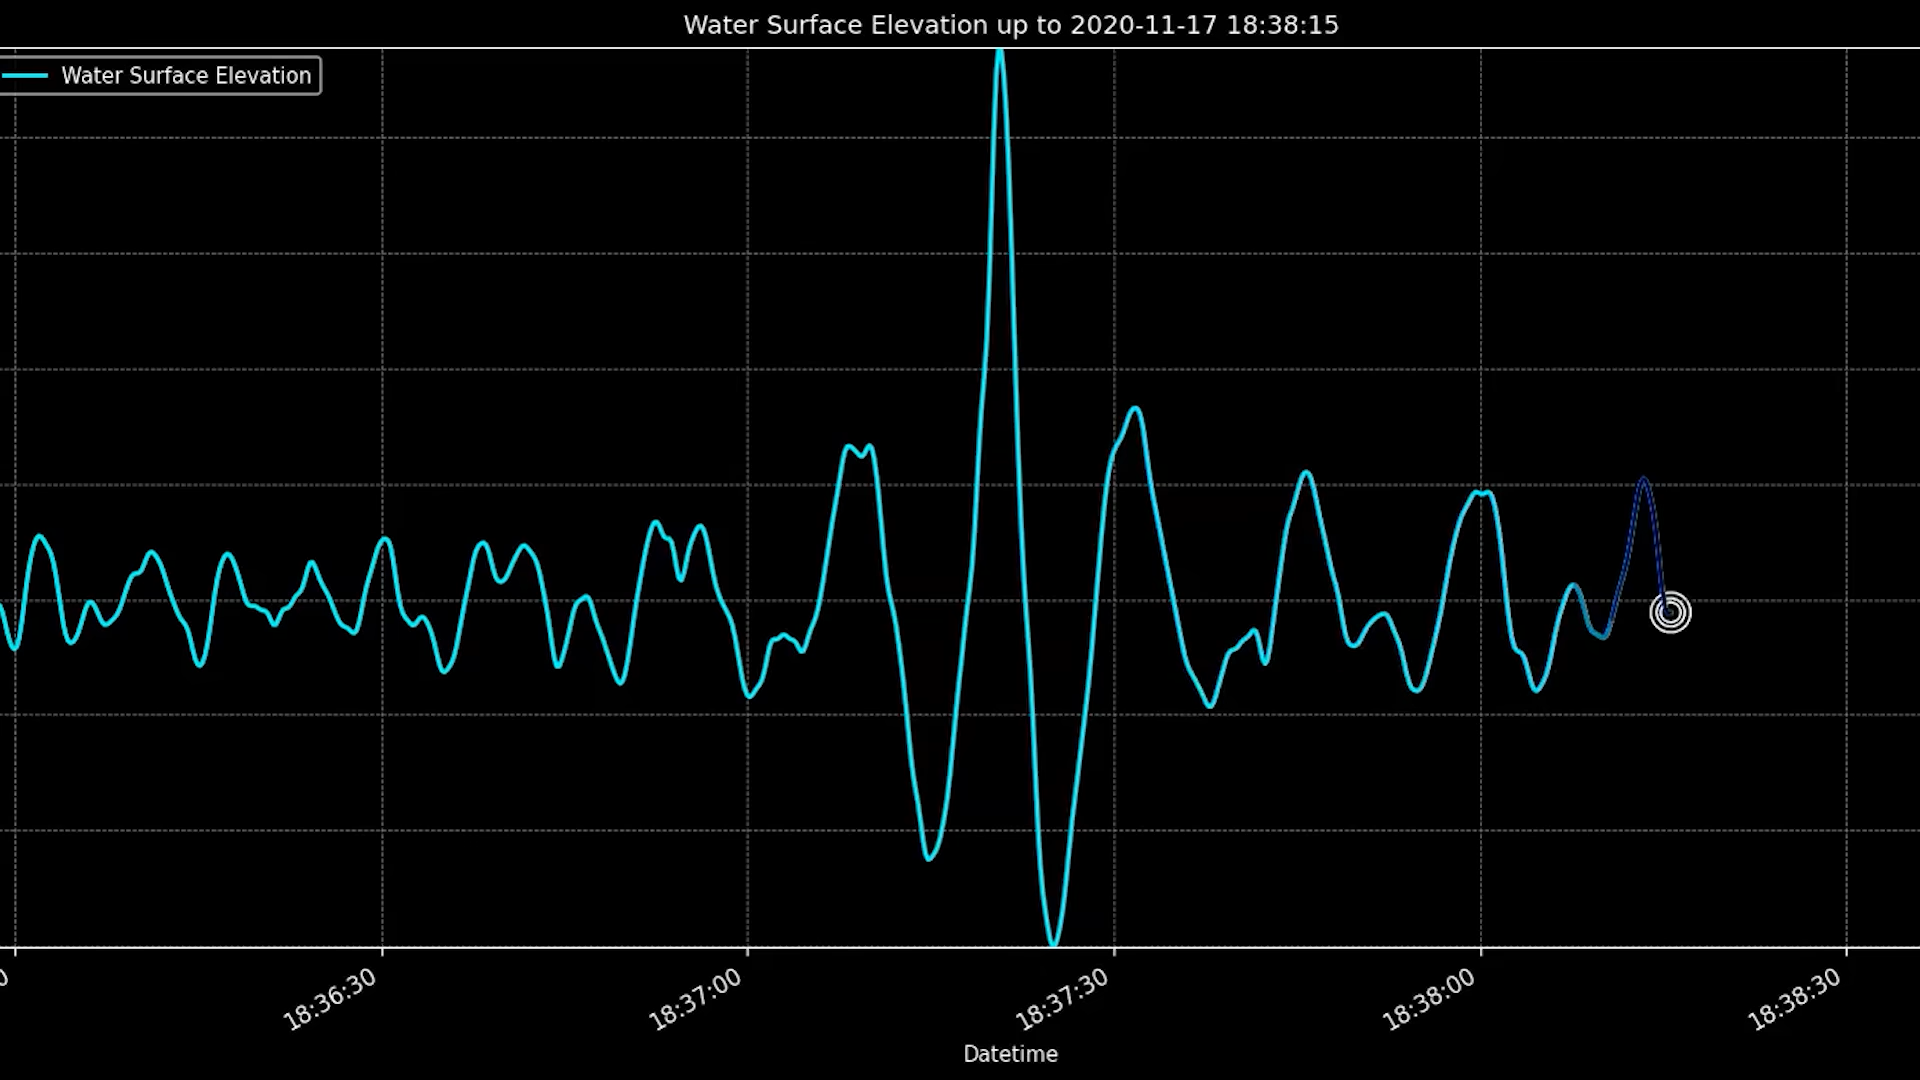 Water Surface Elevation up to 2020-11-17 18:38:15
Water Surface Elevation
0
18:36:30
18:37:00
18:37:30
18:38:00
18:38:30
Datetime